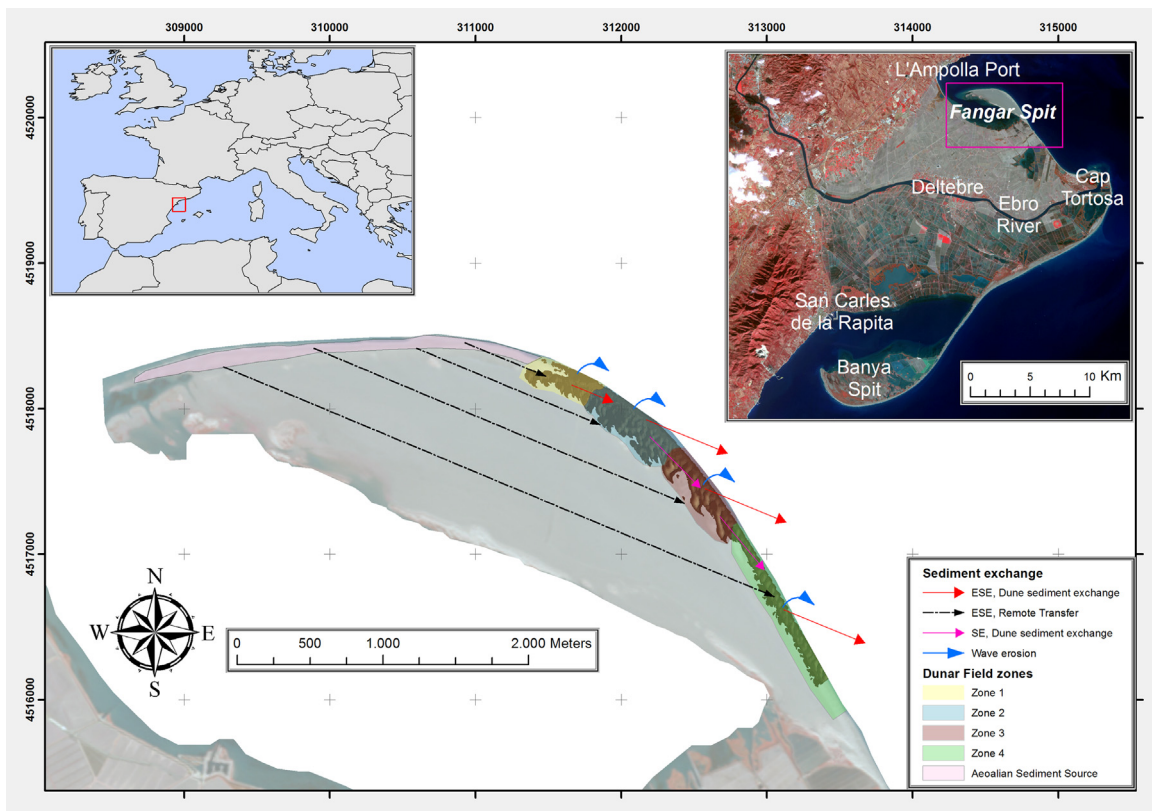 309000
310000
311000
312000
313000
314000
315000
4520000
4519000
4518000
4517000
4516000
L'Ampolla Port
Fangar Spit
Deltebre
Cap
Tortosa
Ebro
River
San Carles
de la Rapita
Banya
Spit
0 5 10 Km
N
W E
S
0 500 1.000 2.000 Meters
Sediment exchange
ESE, Dune sediment exchange
ESE, Remote Transfer
SE, Dune sediment exchange
Wave erosion
Dunar Field zones
Zone 1
Zone 2
Zone 3
Zone 4
Aeoalian Sediment Source